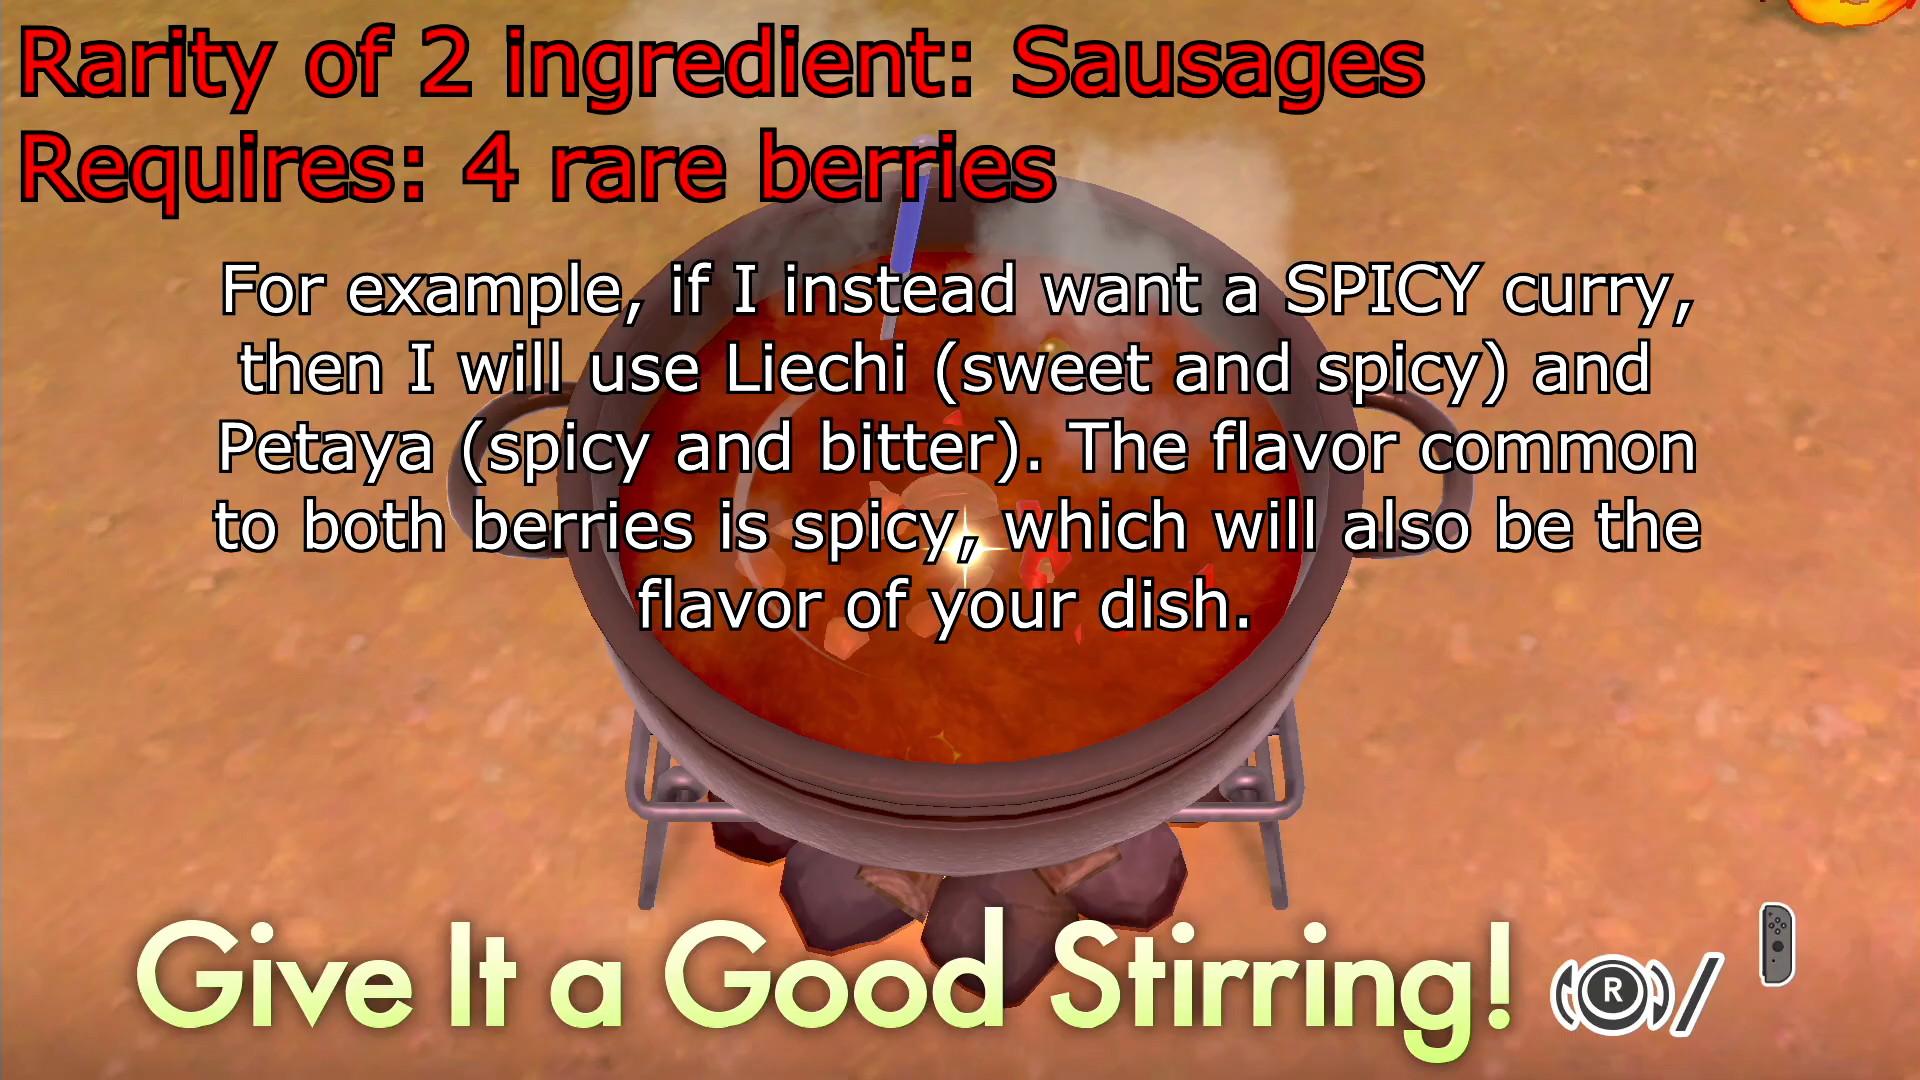 Rarity of 2 ingredient: Sausages
Requires: 4 rare berries
For example, if I instead want a SPICY curry,
then I will use Liechi (sweet and spicy) and
Petaya (spicy and bitter). The flavor common
to both berries is spicy, which will also be the
flavor of your dish.
Give It a Good Stirring! R /